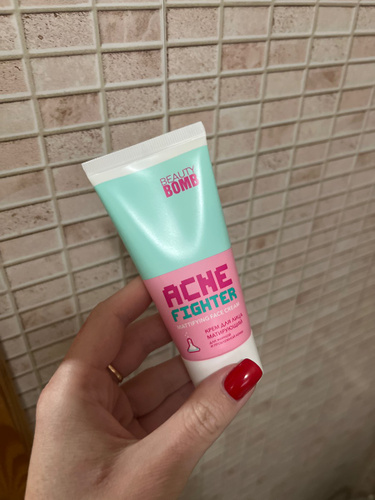 BEAUTY
BOMB
ACNE
FIGHTER
MATTIFYING FACE CREAM
КРЕМ ДЛЯ ЛИЦА
МАТИРУЮЩИЙ